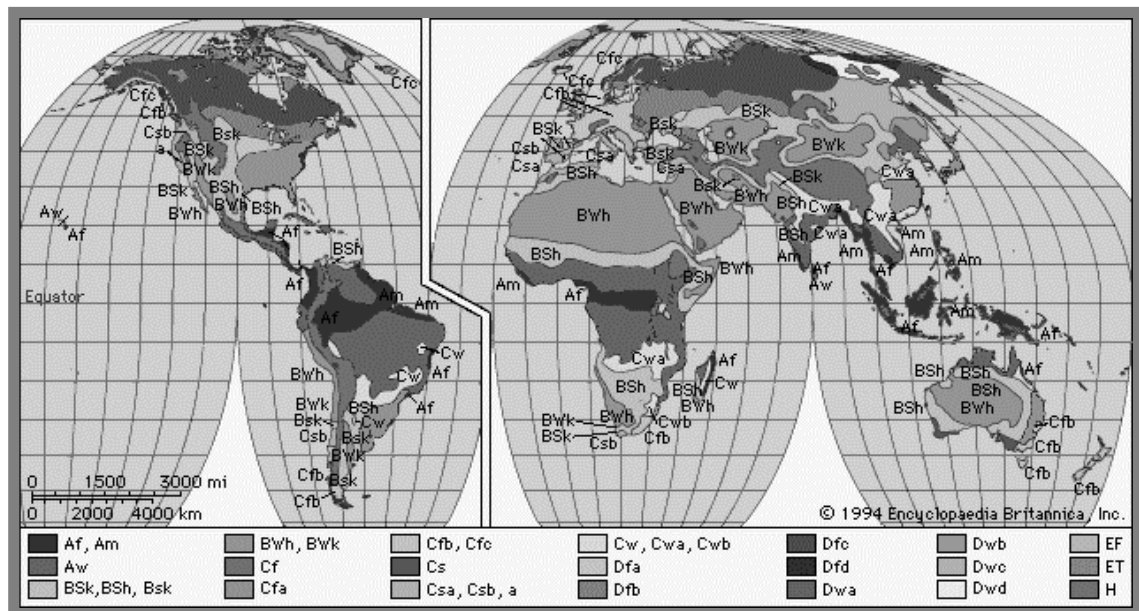 Cfc
Cfc
Cfb
Csb
a
Bsk
BSk
BWk
BSk
BWh
BSh
BWh
BSh
Aw
Af
Af
BSh
Af
Am
Am
Af
Equator
Cw
Cw
Af
Af
BWh
BWk
BSh
Bsk
Cw
Csb
BSk
BWk
Cfb
Bsk
Cfb
Cfc
Cfc
Cfb
BSk
Csb
Csa
BSh
Csa
Bsk
Bsk
Csa
BSk
BWk
BWk
Bsk
BWh
BSk
BSh
Cwa
Cwa
Cwa
BWh
BWh
BSh
BSh
Cwa
Am
Am
Am
Am
Af
Aw
Af
BSh
BWh
BSh
Am
Af
Am
Af
Af
Cwa
Af
Cw
BSh
BSh
BWh
BWh
BWk
BSk
Csb
Cwb
Cfb
BSh
BSh
Af
BSh
BSh
BWh
Cfb
Cfb
Cfb
Cfb
0 1500 3000 mi
0 2000 4000 km
© 1994 Encyclopaedia Britannica, Inc.
Af, Am
BWh, BWk
Cfb, Cfc
Cw, Cwa, Cwb
Dfc
Dwb
EF
Aw
Cf
Cs
Dfa
Dfd
Dwc
ET
BSk,BSh, Bsk
Cfa
Csa, Csb, a
Dfb
Dwa
Dwd
H